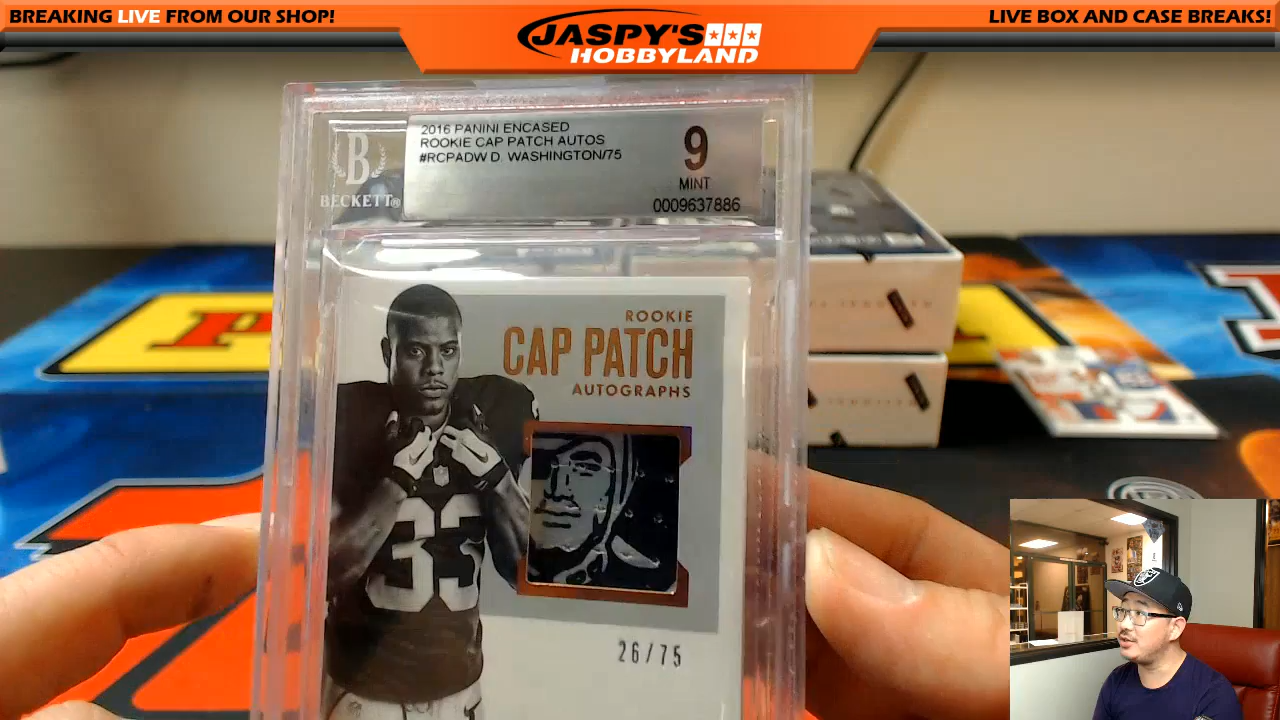 BREAKING LIVE FROM OUR SHOP!
JASPY'S
HOBBYLAND
LIVE BOX AND CASE BREAKS!
B
BECKETT®
2016 PANINI ENCASED
ROOKIE CAP PATCH AUTOS
#RCPADW D. WASHINGTON/75
9
MINT
0009637886
ROOKIE
CAP PATCH
AUTOGRAPHS
33
26/75